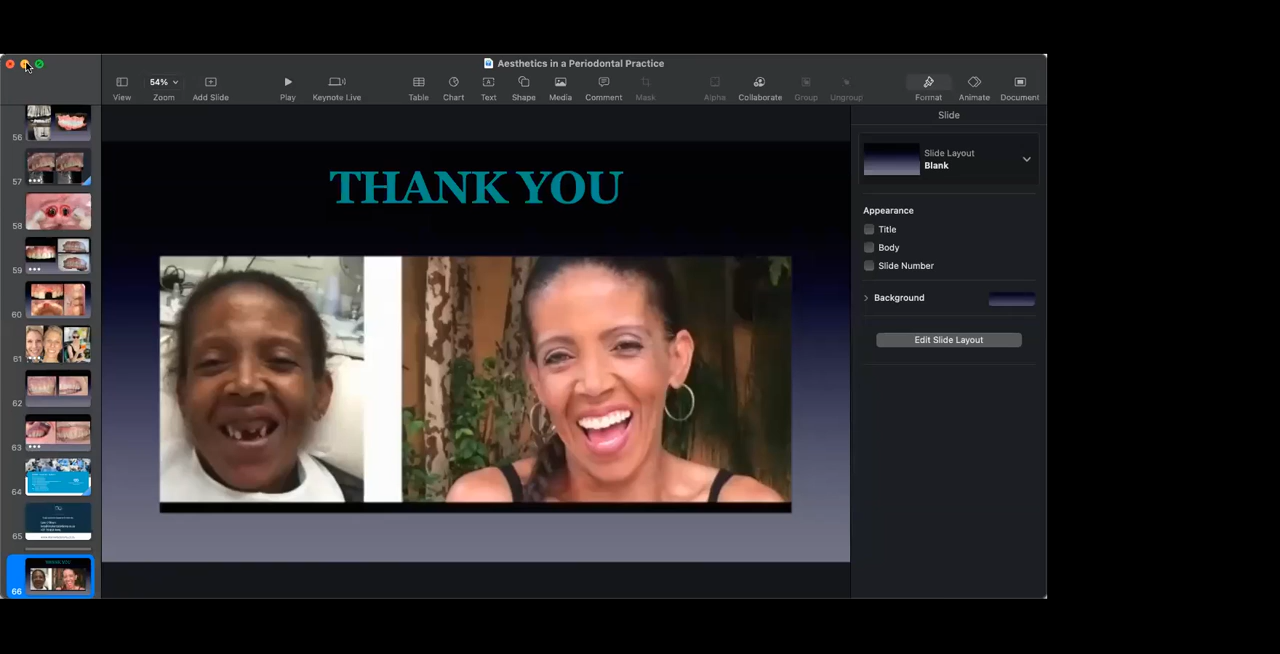 Aesthetics in a Periodontal Practice
54%
View
Zoom
Add Slide
Play
Keynote Live
Table
Chart
Text
Shape
Media
Comment
Mask
Alpha
Collaborate
Group
Ungroup
Format
Animate
Document
56
57
58
59
60
61
62
63
64
65
66
THANK YOU
THANK YOU
Slide
Slide Layout
Blank
Appearance
Title
Body
Slide Number
Background
Edit Slide Layout